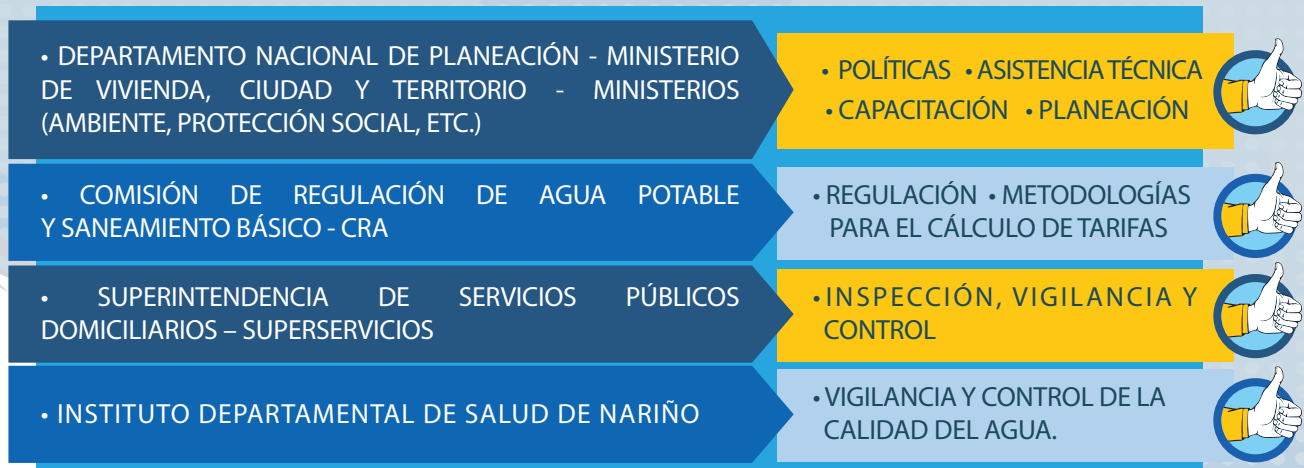 • DEPARTAMENTO NACIONAL DE PLANEACIÓN - MINISTERIO
DE VIVIENDA, CIUDAD Y TERRITORIO - MINISTERIOS
(AMBIENTE, PROTECCIÓN SOCIAL, ETC.)
• POLÍTICAS • ASISTENCIA TÉCNICA
• CAPACITACIÓN • PLANEACIÓN
• COMISIÓN DE REGULACIÓN DE AGUA POTABLE
Y SANEAMIENTO BÁSICO - CRA
• REGULACIÓN • METODOLOGÍAS
PARA EL CÁLCULO DE TARIFAS
• SUPERINTENDENCIA DE SERVICIOS PÚBLICOS
DOMICILIARIOS – SUPERSERVICIOS
• INSPECCIÓN, VIGILANCIA Y
CONTROL
• INSTITUTO DEPARTAMENTAL DE SALUD DE NARIÑO
• VIGILANCIA Y CONTROL DE LA
CALIDAD DEL AGUA.